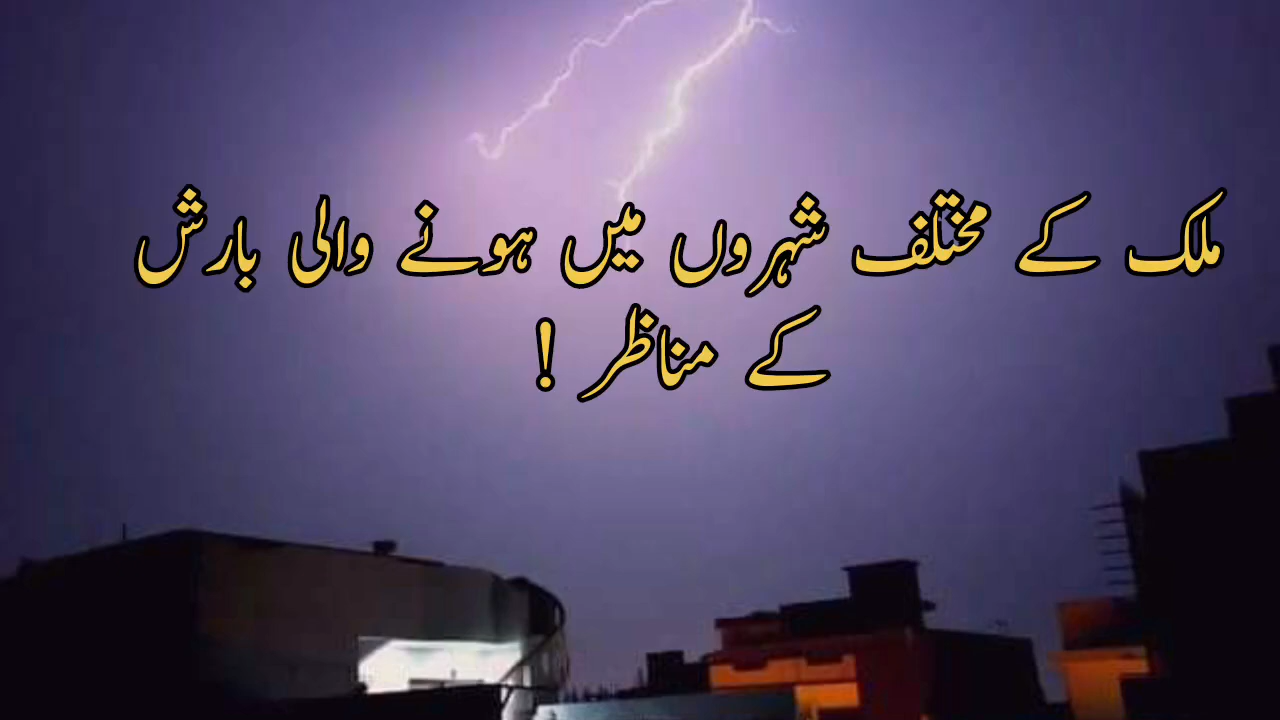 ملک کے مختلف شہروں میں ہونے والی بارش
کے مناظر !